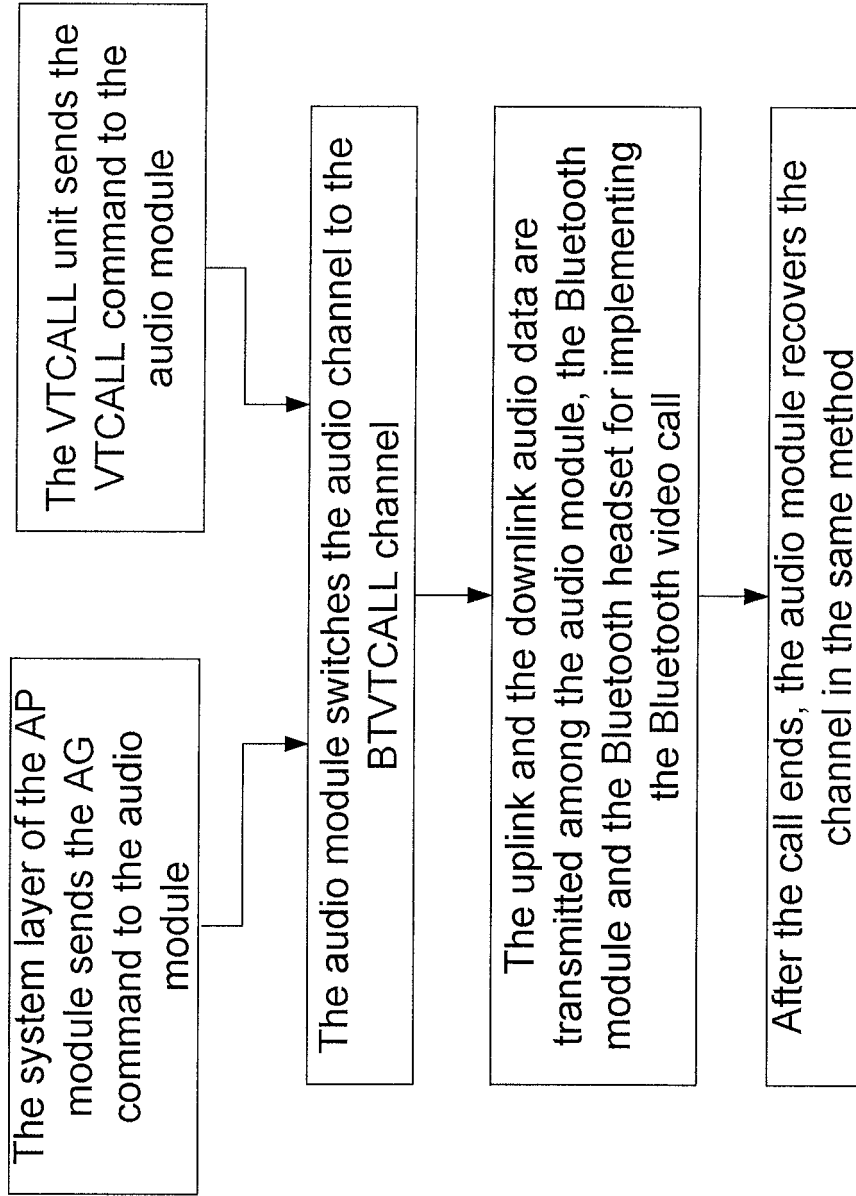 The system layer of the AP
module sends the AG
command to the audio
module
The VTCALL unit sends the
VTCALL command to the
audio module
The audio module switches the audio channel to the
BTVTCALL channel
The uplink and the downlink audio data are
transmitted among the audio module, the Bluetooth
module and the Bluetooth headset for implementing
the Bluetooth video call
After the call ends, the audio module recovers the
channel in the same method